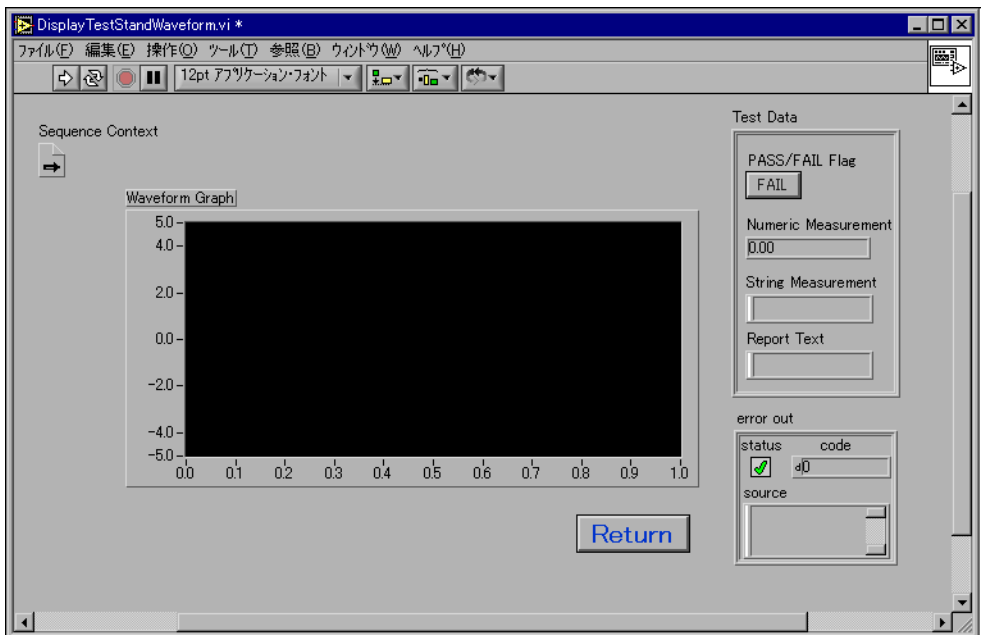 DisplayTestStandWaveform.vi *
ファイル(F) 編集(E) 操作(O) ツール(T) 参照(B) ウィンドウ(W) ヘルプ(H)
12pt アプリケーション・フォント
Sequence Context
Waveform Graph
5.0
4.0
2.0
0.0
-2.0
-4.0
-5.0
0.0 0.1 0.2 0.3 0.4 0.5 0.6 0.7 0.8 0.9 1.0
Return
Test Data
PASS/FAIL Flag
FAIL
Numeric Measurement
0.00
String Measurement
Report Text
error out
status code
d0
source